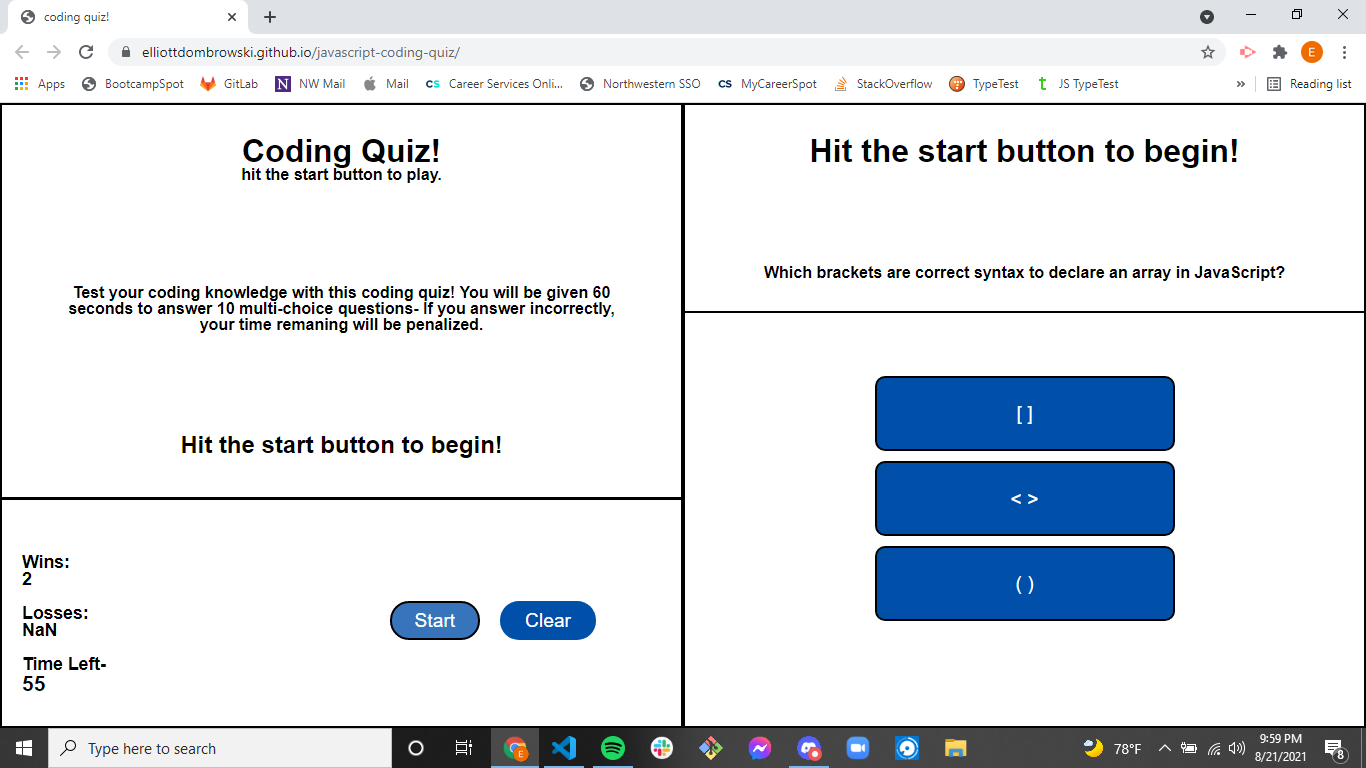 coding quiz!
elliottdombrowski.github.io/javascript-coding-quiz/
E
Apps
BootcampSpot
GitLab
N
NW Mail
Mail
CS
Career Services Onli...
Northwestern SSO
CS
MyCareerSpot
StackOverflow
TypeTest
t
JS TypeTest
»
Reading list
Coding Quiz!
hit the start button to play.
Test your coding knowledge with this coding quiz! You will be given 60
seconds to answer 10 multi-choice questions- If you answer incorrectly,
your time remaning will be penalized.
Hit the start button to begin!
Wins:
2
Losses:
NaN
Time Left-
55
Start
Clear
Hit the start button to begin!
Which brackets are correct syntax to declare an array in JavaScript?
[ ]
< >
( )
Type here to search
E
78°F
9:59 PM
8/21/2021
8